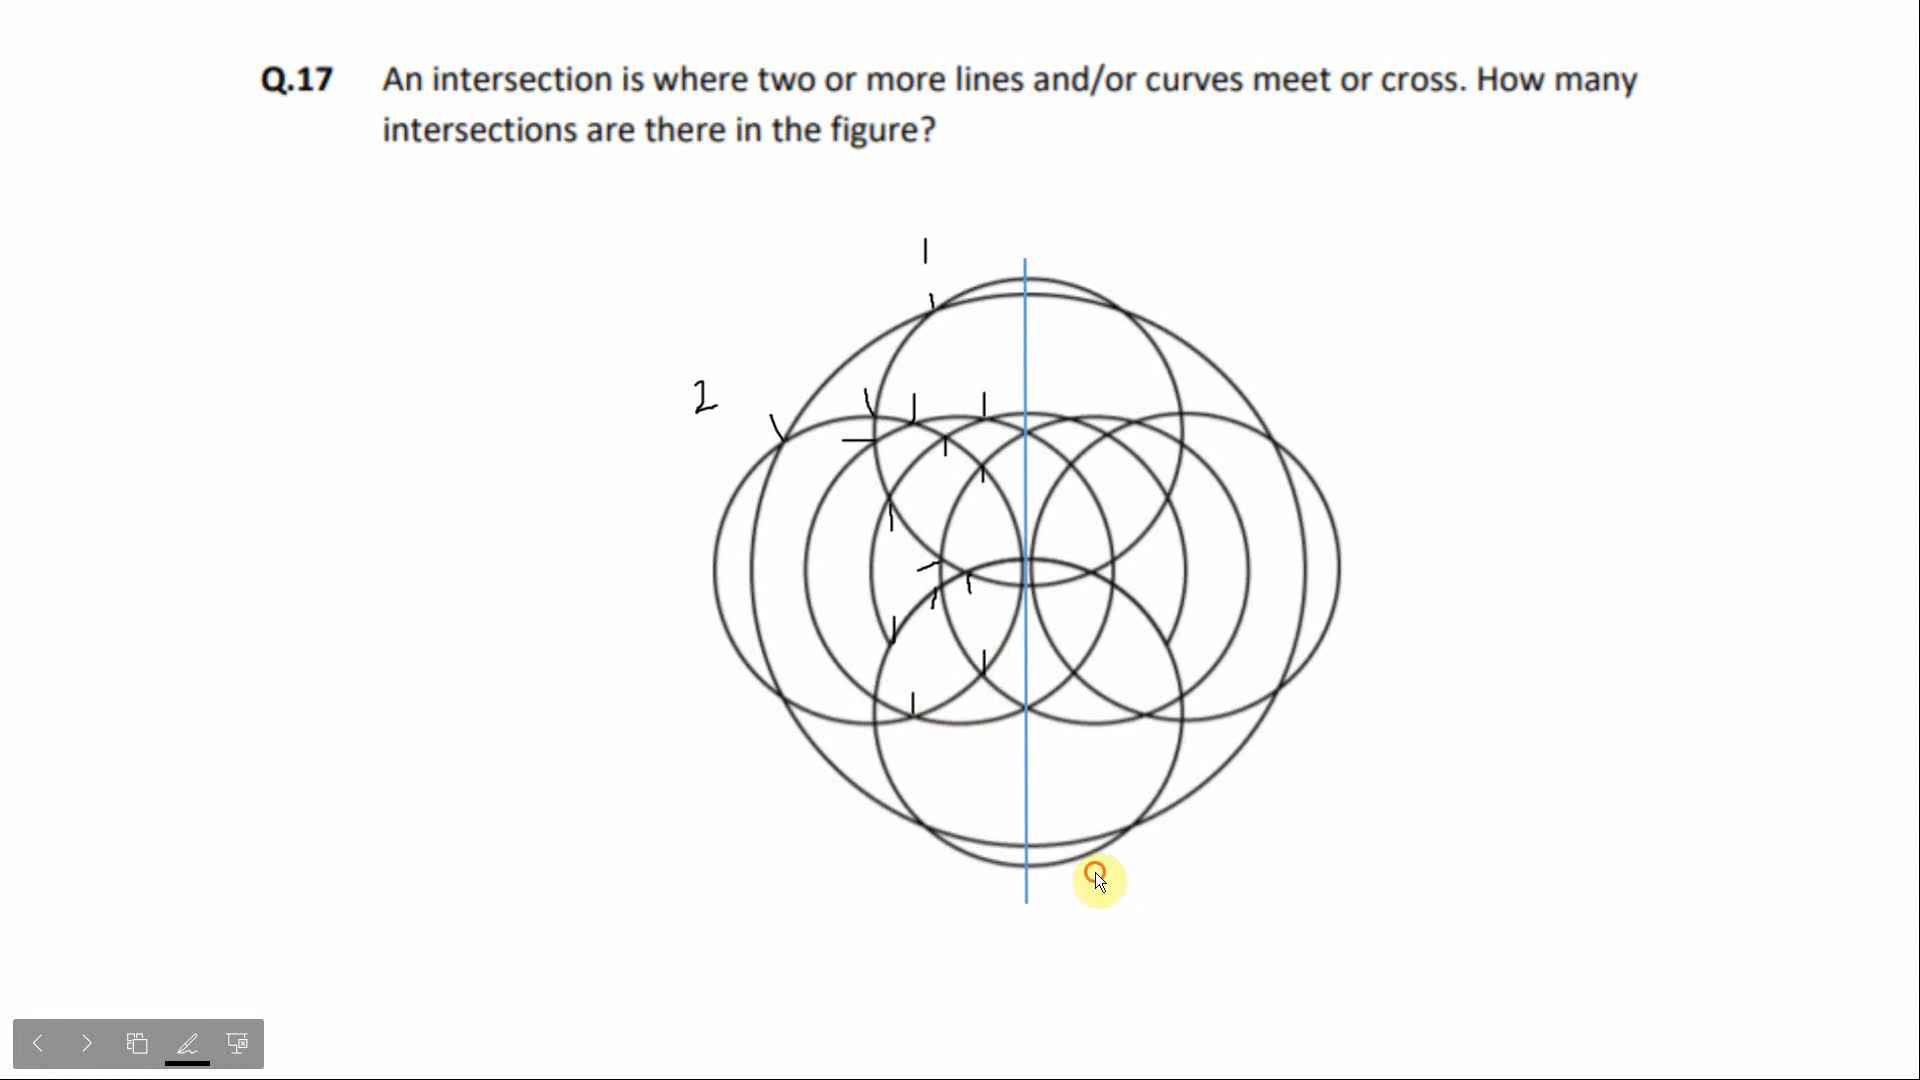 Q.17 An intersection is where two or more lines and/or curves meet or cross. How many
intersections are there in the figure?
1
2